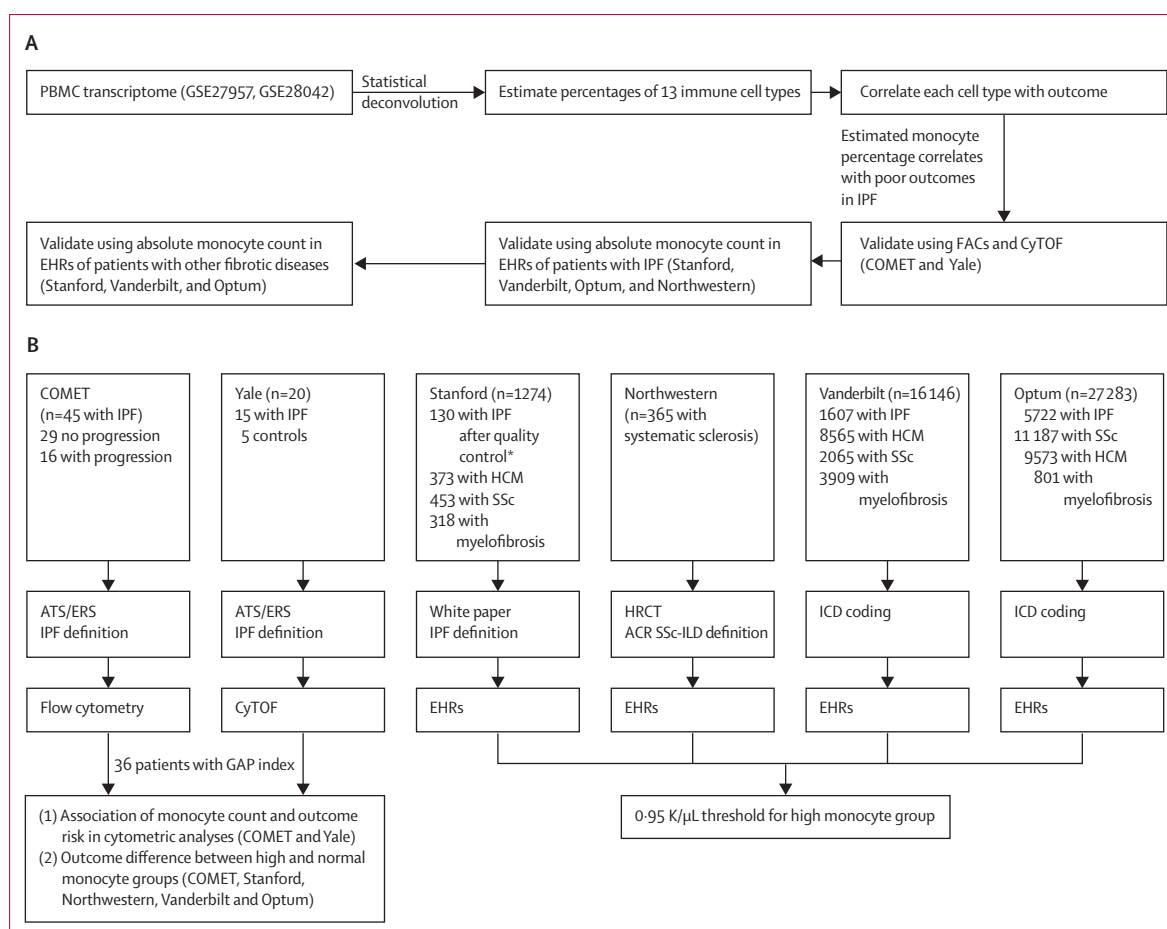 A
PBMC transcriptome (GSE27957, GSE28042)
Statistical
deconvolution
Estimate percentages of 13 immune cell types
Correlate each cell type with outcome
Estimated monocyte
percentage correlates
with poor outcomes
in IPF
Validate using FACs and CyTOF
(COMET and Yale)
Validate using absolute monocyte count in
EHRs of patients with IPF (Stanford,
Vanderbilt, Optum, and Northwestern)
Validate using absolute monocyte count in
EHRs of patients with other fibrotic diseases
(Stanford, Vanderbilt, and Optum)
B
COMET
(n=45 with IPF)
29 no progression
16 with progression
Yale (n=20)
15 with IPF
5 controls
Stanford (n=1274)
130 with IPF
after quality
control*
373 with HCM
453 with SSc
318 with
myelofibrosis
Northwestern
(n=365 with
systematic sclerosis)
Vanderbilt (n=16 146)
1607 with IPF
8565 with HCM
2065 with SSc
3909 with
myelofibrosis
Optum (n=27 283)
5722 with IPF
11 187 with SSc
9573 with HCM
801 with
myelofibrosis
ATS/ERS
IPF definition
ATS/ERS
IPF definition
White paper
IPF definition
HRCT
ACR SSc-ILD definition
ICD coding
ICD coding
Flow cytometry
CyTOF
EHRs
EHRs
EHRs
EHRs
36 patients with GAP index
(1) Association of monocyte count and outcome
risk in cytometric analyses (COMET and Yale)
(2) Outcome difference between high and normal
monocyte groups (COMET, Stanford,
Northwestern, Vanderbilt and Optum)
0·95 K/μL threshold for high monocyte group